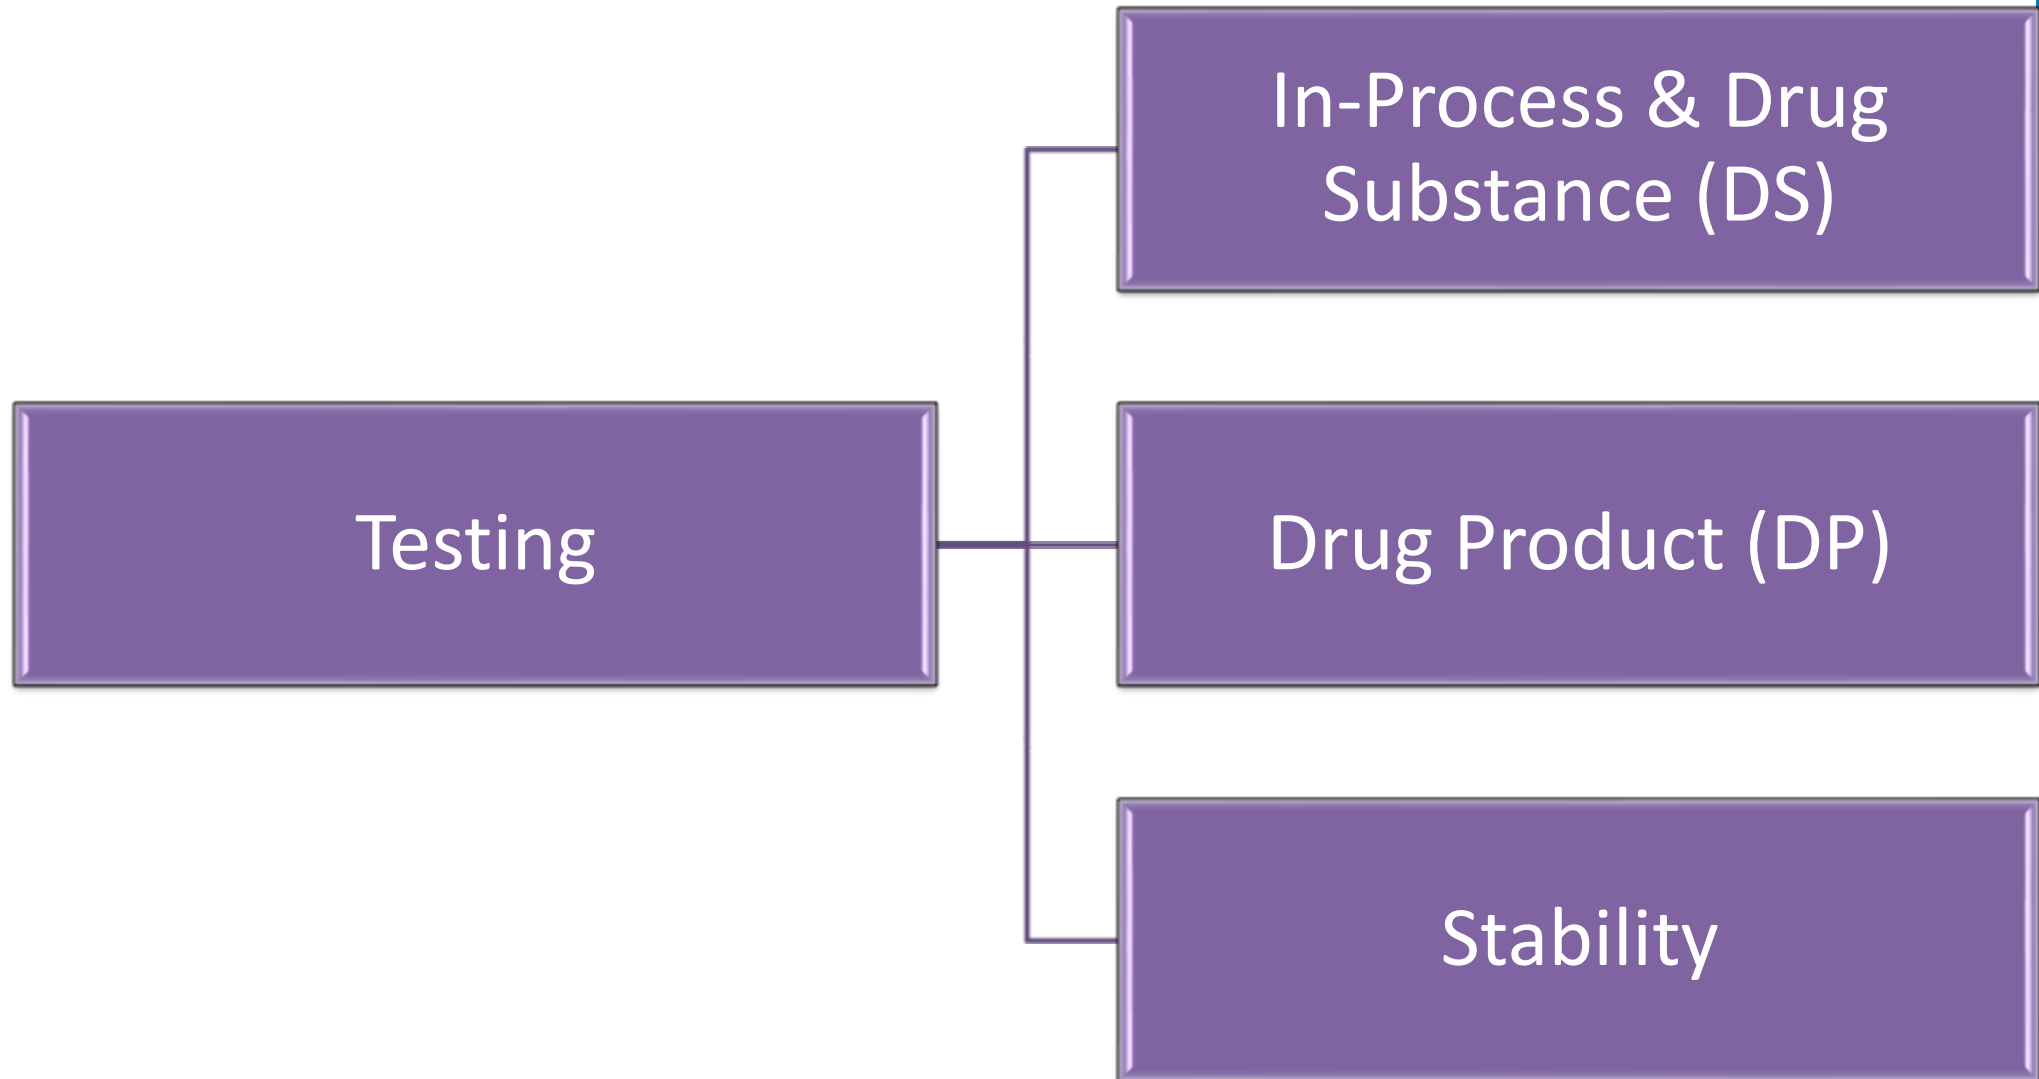 In-Process & Drug
Substance (DS)
Testing
Drug Product (DP)
Stability